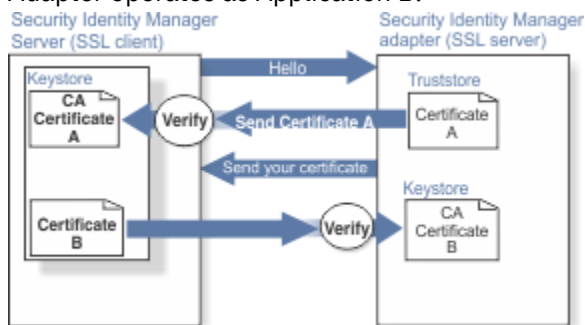 Adapter operates as Application B.
Security Identity Manager
Server (SSL client)
Security Identity Manager
adapter (SSL server)
Hello
Keystore
CA
Certificate
A
Verify
Send Certificate A
Truststore
Certificate
A
Send your certificate
Keystore
Certificate
B
Verify
CA
Certificate
B